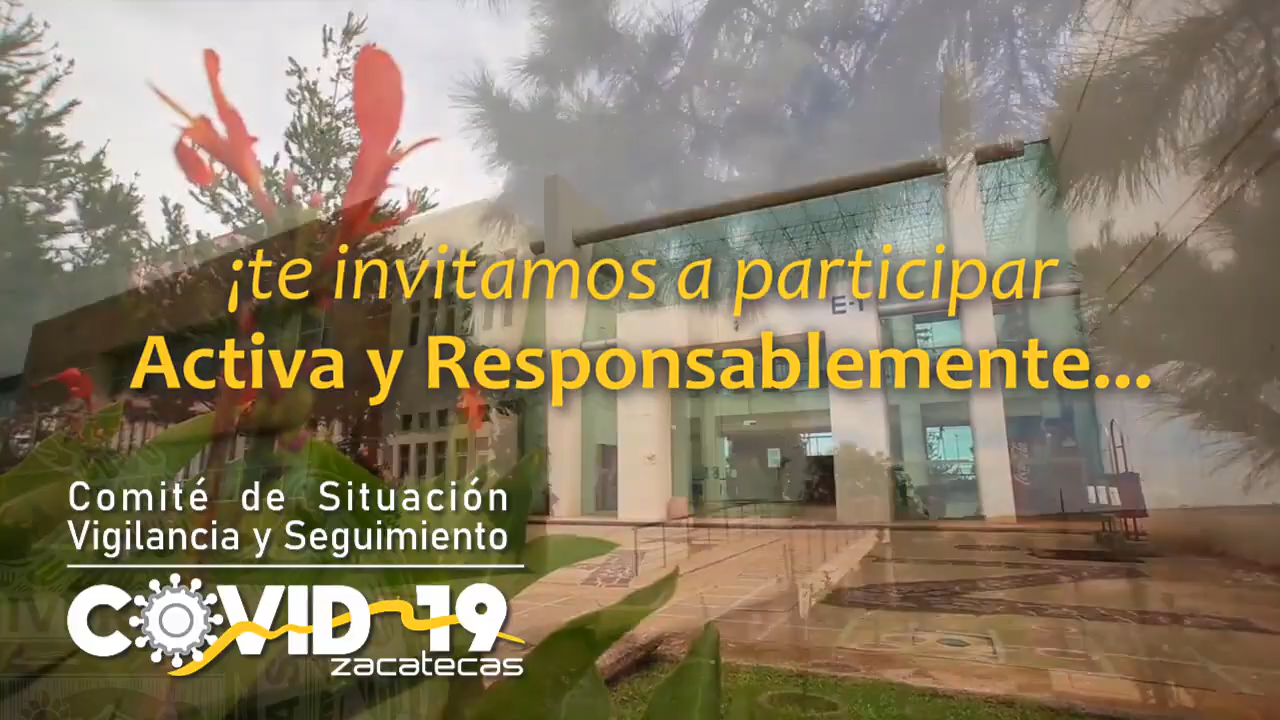 ¡te invitamos a participar
Activa y Responsablemente...
E-1
Comité de Situación
Vigilancia y Seguimiento
COVID-19
zacatecas